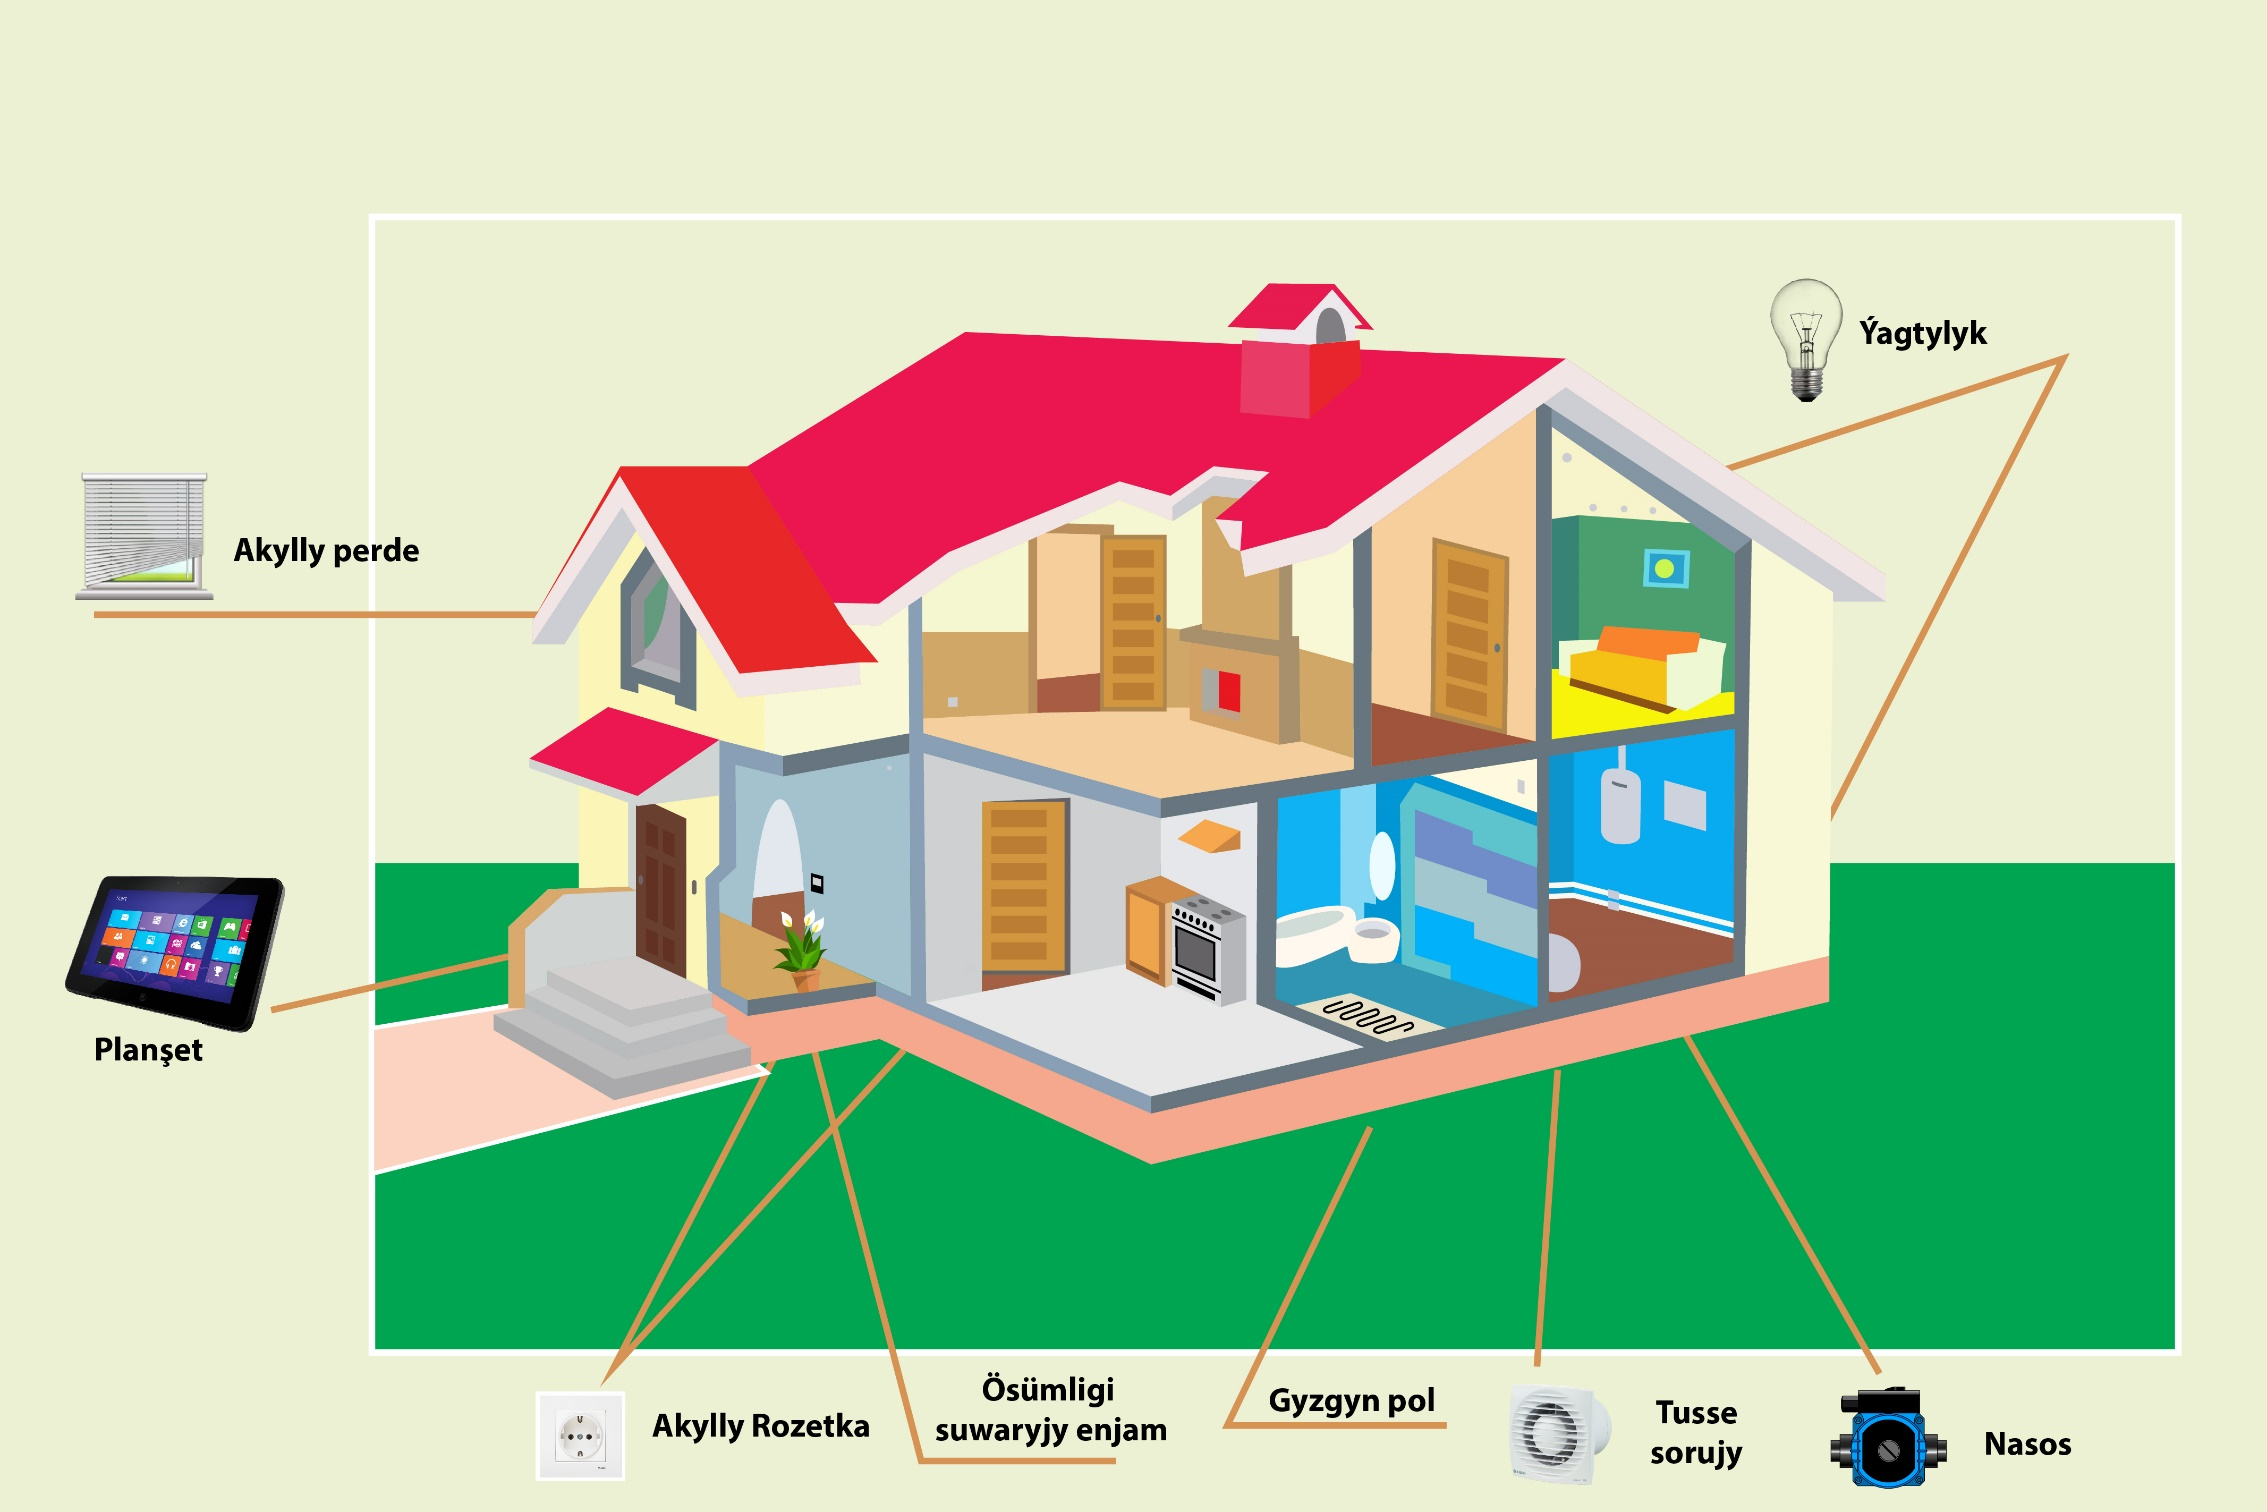 Ýagtylyk
Akylly perde
Planşet
Akylly Rozetka
Ösümligi
suwaryjy enjam
Gyzgyn pol
Tusse
sorujy
Nasos